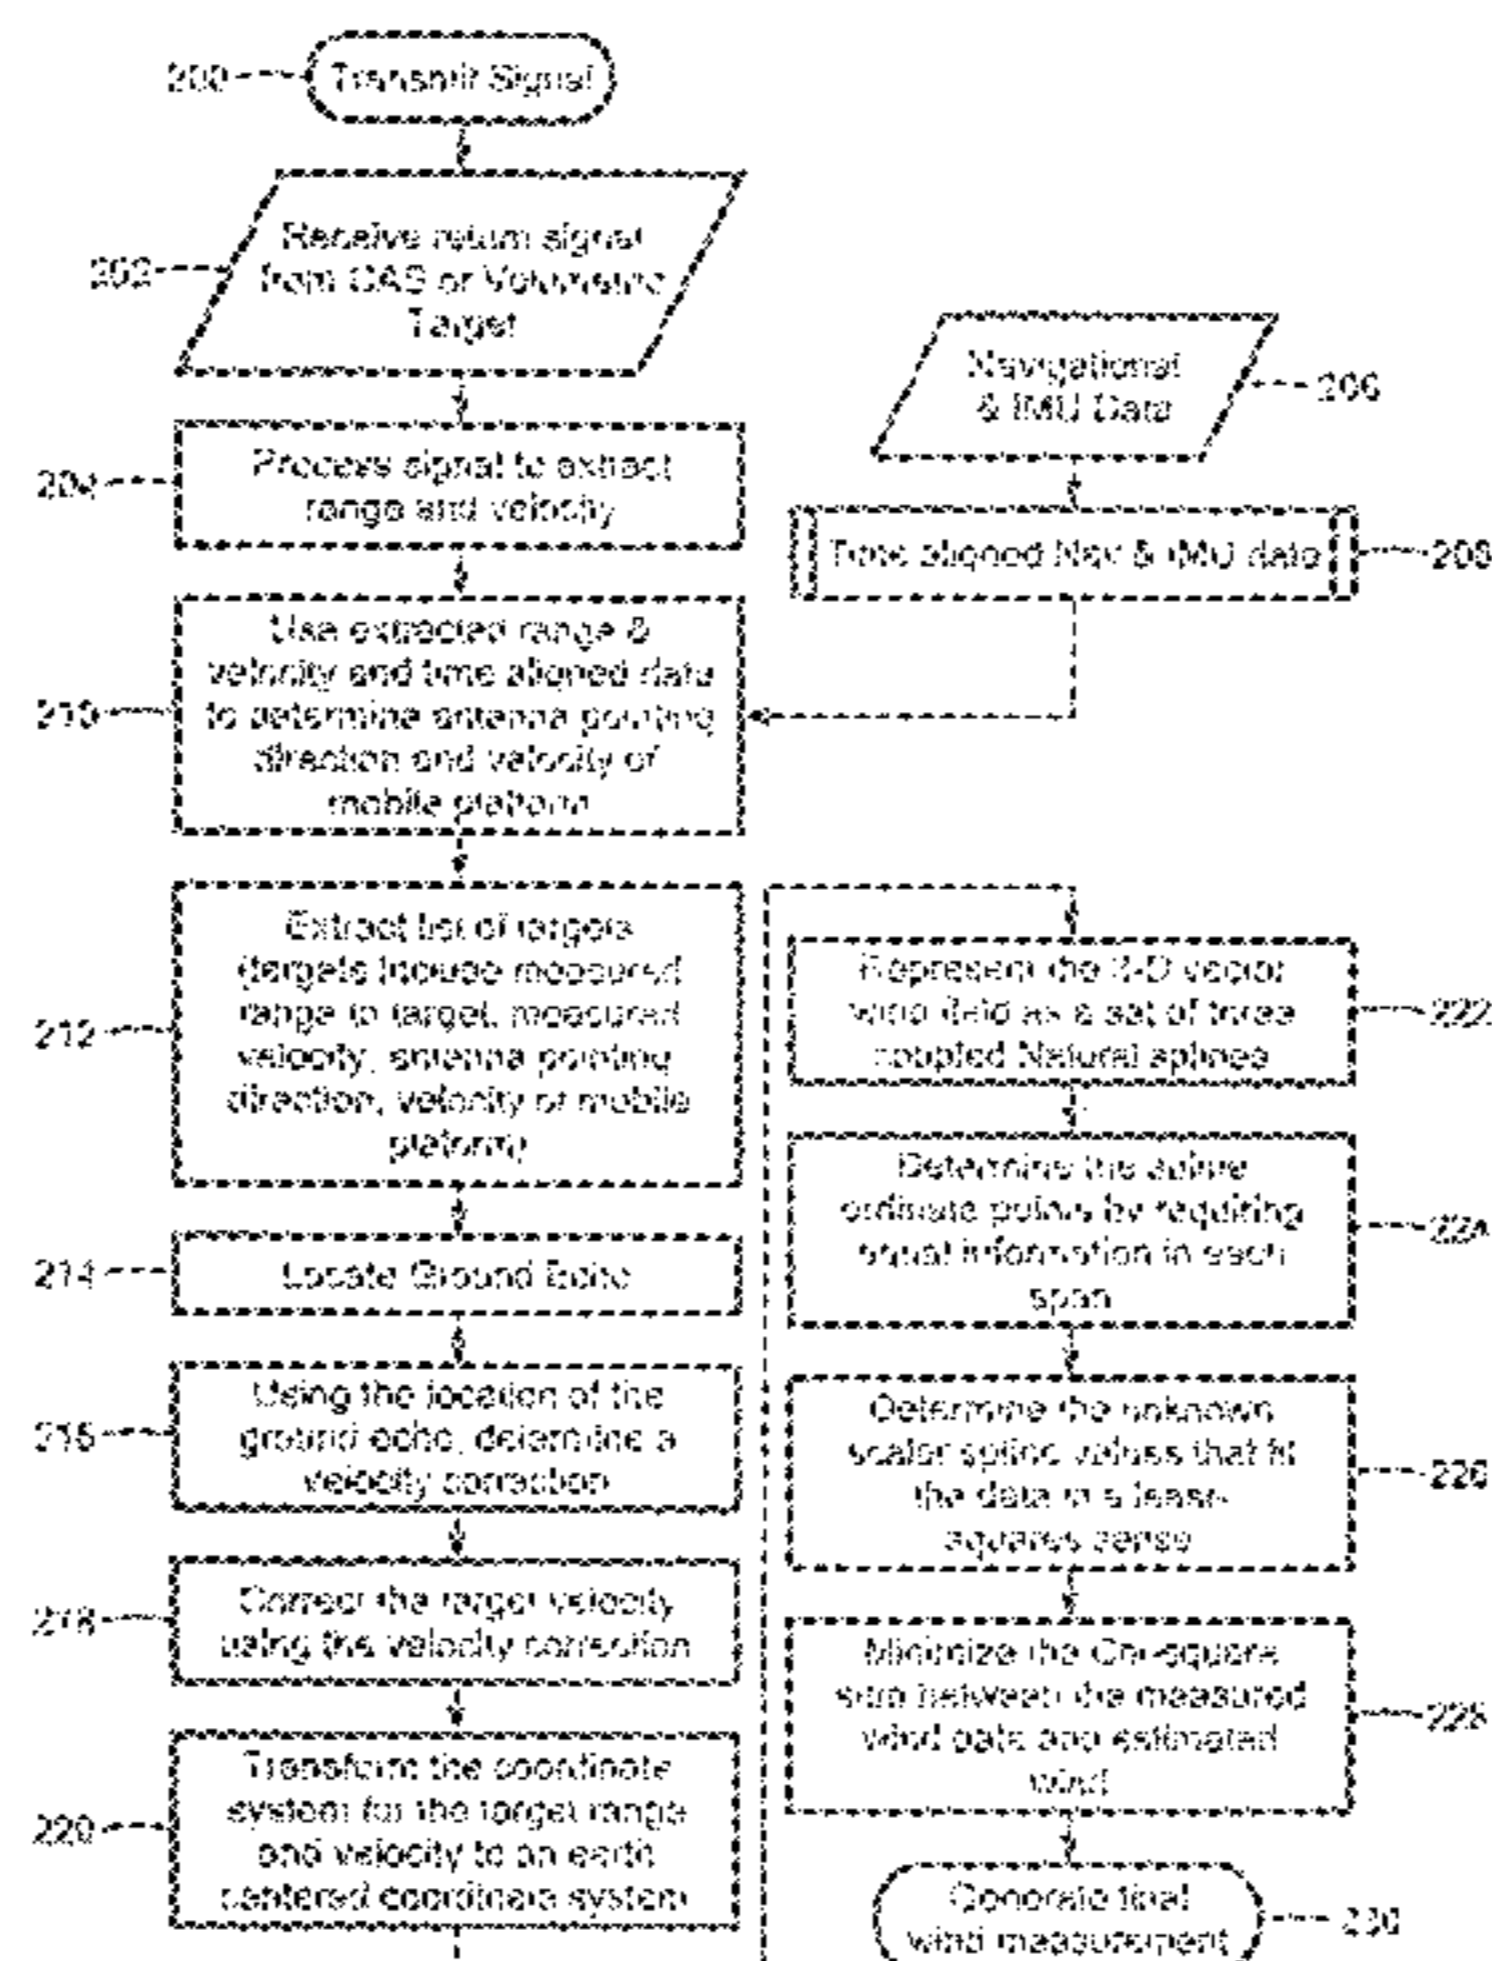 200
Transmit Signal
202
Receive return signal
from CAS or Volumetric
Target
Navigational
& IMU Data
206
204
Process signal to extract
range and velocity
Time aligned Nav & IMU data
208
210
Use extracted range &
velocity and time aligned data
to determine antenna pointing
direction and velocity of
mobile platform
212
Extract list of targets
(targets include measured
range to target, measured
velocity, antenna pointing
direction, velocity of mobile
platform)
214
Locate Ground Echo
216
Using the location of the
ground echo, determine a
velocity correction
218
Correct the target velocity
using the velocity correction
220
Transform the coordinate
system for the target range
and velocity to an earth
centered coordinate system
Represent the 3-D vector
wind field as a set of three
coupled Natural splines
222
Determine the spline
ordinate points by requiring
equal information in each
span
224
Determine the unknown
scaler spline values that fit
the data in a least-
squares sense
226
Minimize the Chi-square
sum between the measured
wind data and estimated
wind
228
Generate final
wind measurement
230